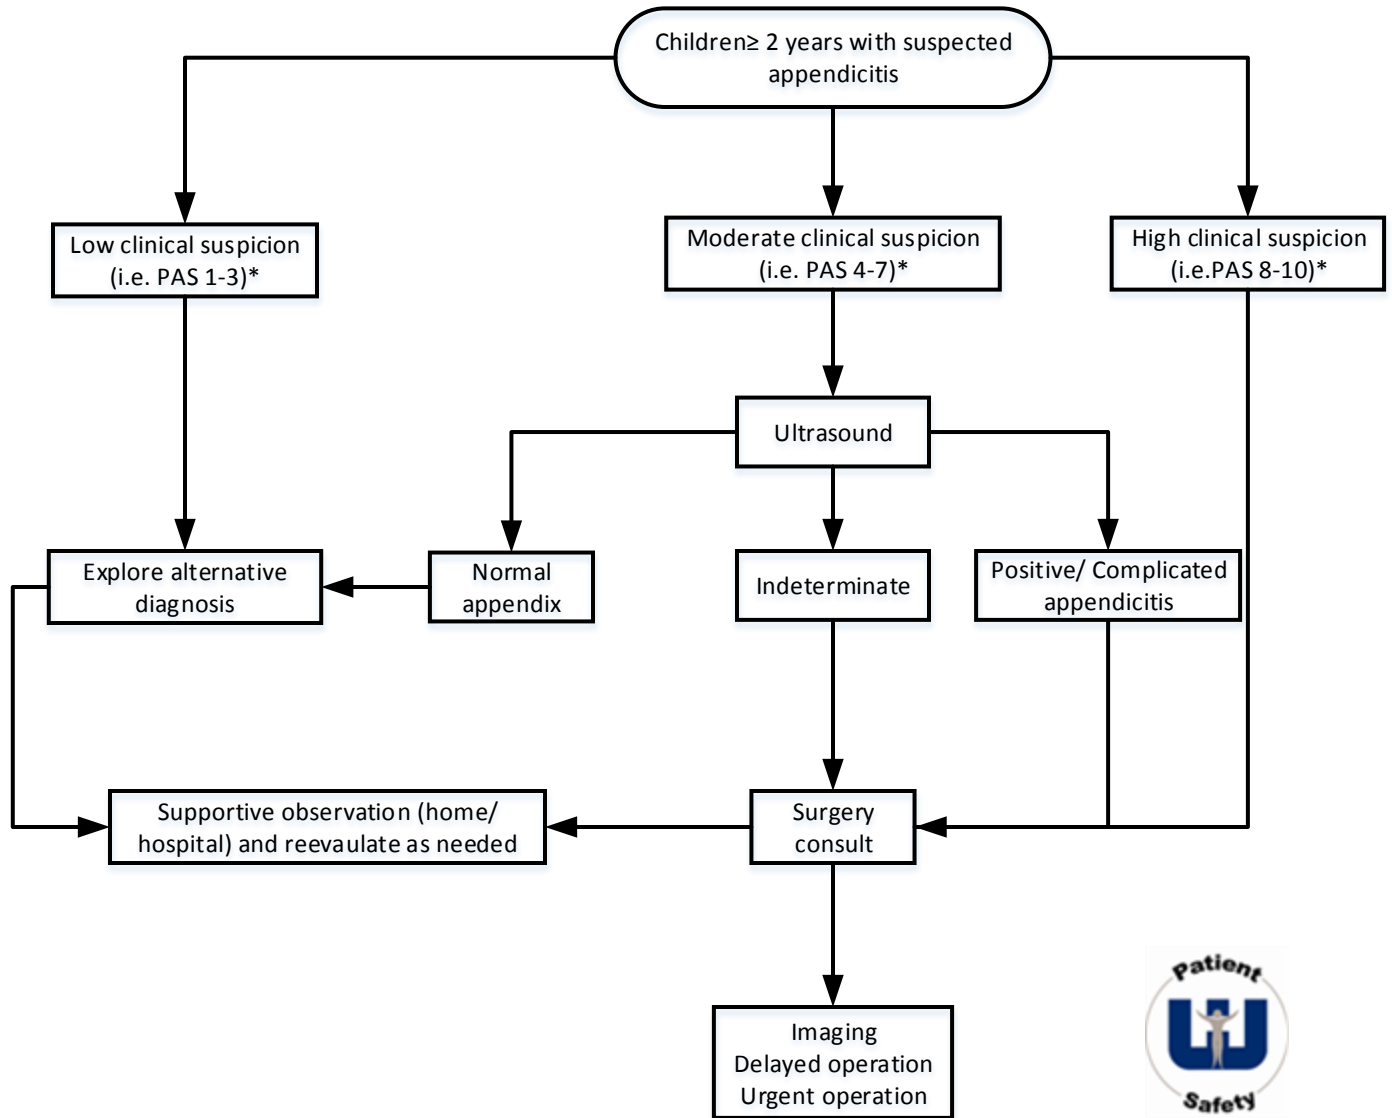 Children≥ 2 years with suspected
appendicitis
Low clinical suspicion
(i.e. PAS 1-3)*
Moderate clinical suspicion
(i.e. PAS 4-7)*
High clinical suspicion
(i.e.PAS 8-10)*
Ultrasound
Explore alternative
diagnosis
Normal
appendix
Indeterminate
Positive/ Complicated
appendicitis
Supportive observation (home/
hospital) and reevaulate as needed
Surgery
consult
Imaging
Delayed operation
Urgent operation
Patient
Safety